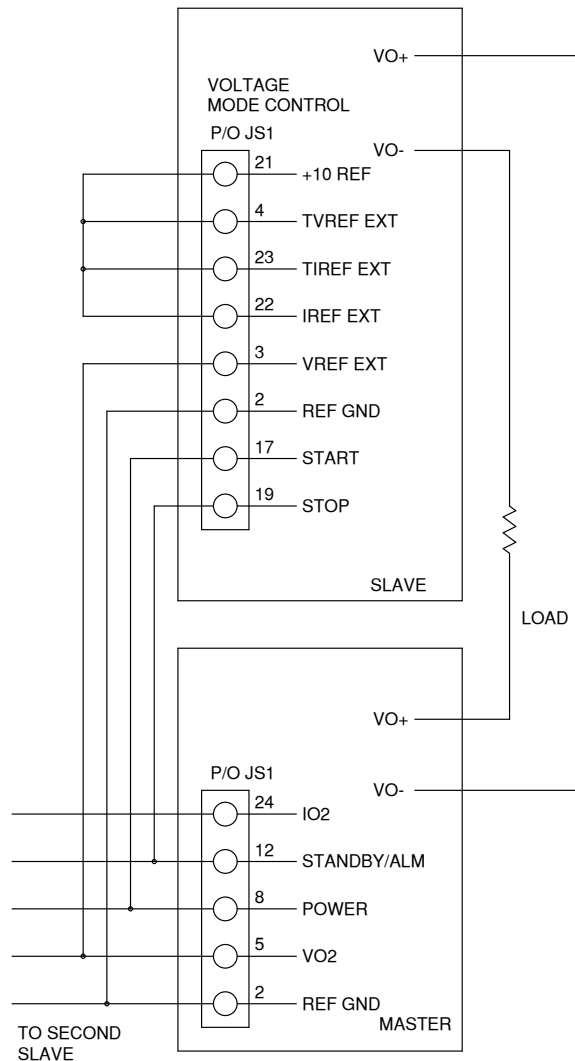 VO+
VOLTAGE
MODE CONTROL
P/O JS1
VO-
21 +10 REF
4 TVREF EXT
23 TIREF EXT
22 IREF EXT
3 VREF EXT
2 REF GND
17 START
19 STOP
SLAVE
LOAD
VO+
P/O JS1
VO-
24 IO2
12 STANDBY/ALM
8 POWER
5 VO2
2 REF GND
MASTER
TO SECOND
SLAVE